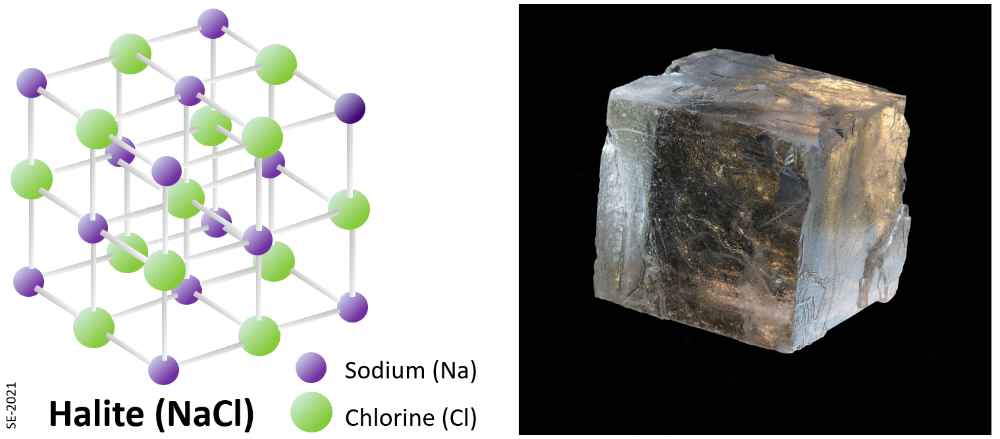 Sodium (Na)
Halite (NaCl)
Chlorine (Cl)
SE-2021